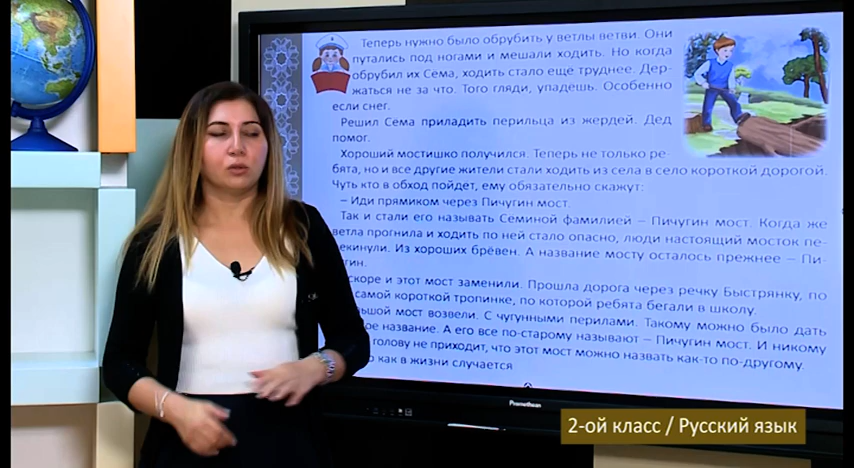 Теперь нужно было обрубить у ветлы ветви. Они
путались под ногами и мешали ходить. Но когда
обрубил их Сема, ходить стало ещё труднее. Дер-
жаться не за что. Того гляди, упадешь. Особенно
если снег.
Решил Сема приладить перильца из жердей. Дед
помог.
Хороший мостишко получился. Теперь не только ре-
бята, но и все другие жители стали ходить из села в село короткой дорогой.
Чуть кто в обход пойдёт, ему обязательно скажут:
– Иди прямиком через Пичугин мост.
Так и стали его называть Семиной фамилией – Пичугин мост. Когда же
ветла прогнила и ходить по ней стало опасно, люди настоящий мосток пе-
екинули. Из хороших брёвен. А название мосту осталось прежнее – Пи-
гин.
скоре и этот мост заменили. Прошла дорога через речку Быстрянку, по
самой короткой тропинке, по которой ребята бегали в школу.
ьшой мост возвели. С чугунными перилами. Такому можно было дать
ое название. А его все по-старому называют – Пичугин мост. И никому
голову не приходит, что этот мост можно назвать как-то по-другому.
о как в жизни случается
Promethean
2-ой класс / Русский язык